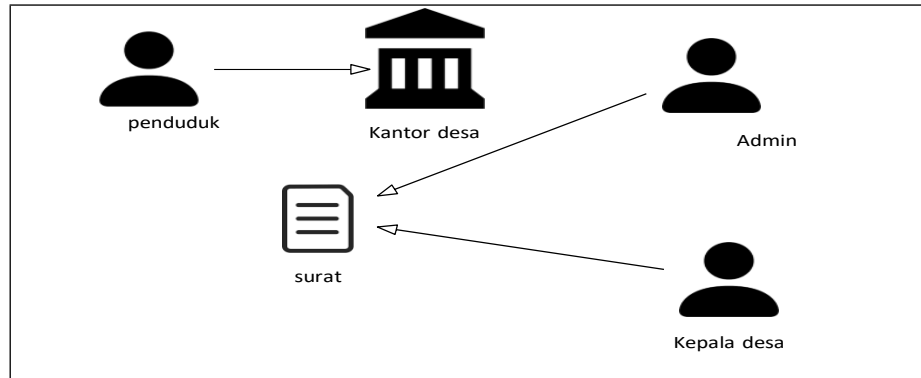 penduduk
Kantor desa
Admin
surat
Kepala desa